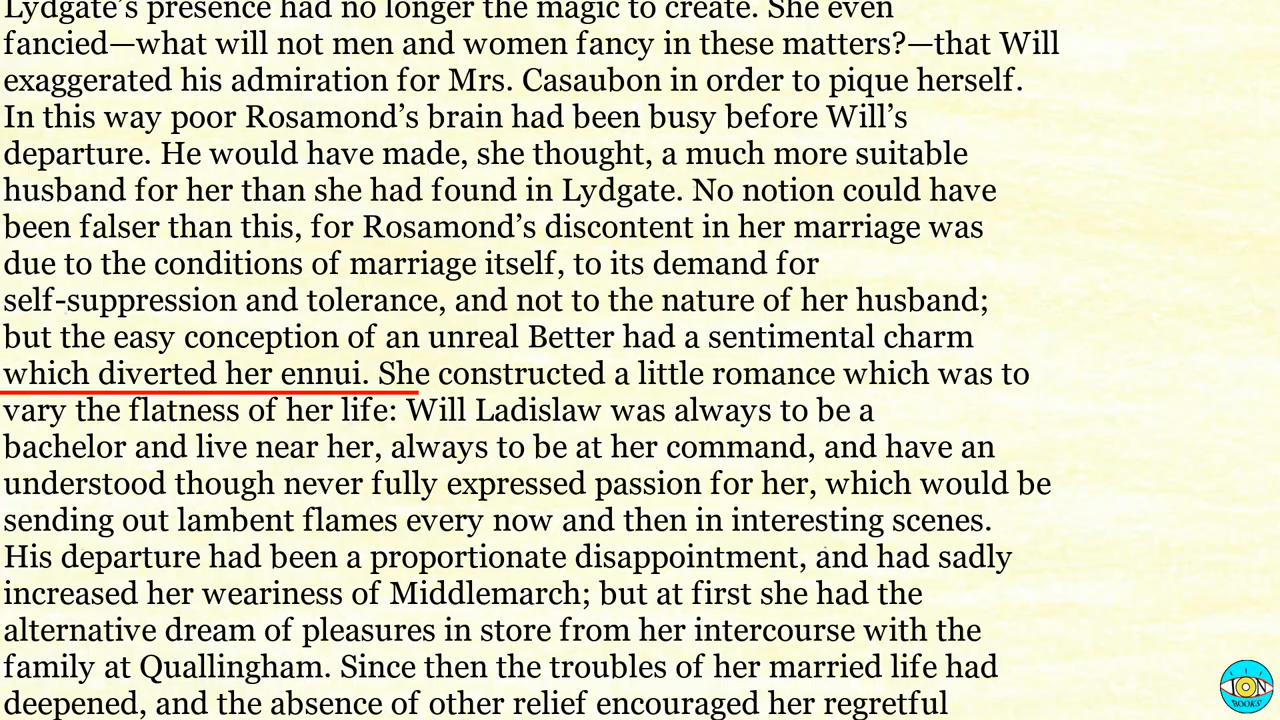 Lydgate’s presence had no longer the magic to create. She even
fancied—what will not men and women fancy in these matters?—that Will
exaggerated his admiration for Mrs. Casaubon in order to pique herself.
In this way poor Rosamond’s brain had been busy before Will’s
departure. He would have made, she thought, a much more suitable
husband for her than she had found in Lydgate. No notion could have
been falser than this, for Rosamond’s discontent in her marriage was
due to the conditions of marriage itself, to its demand for
self-suppression and tolerance, and not to the nature of her husband;
but the easy conception of an unreal Better had a sentimental charm
which diverted her ennui. She constructed a little romance which was to
vary the flatness of her life: Will Ladislaw was always to be a
bachelor and live near her, always to be at her command, and have an
understood though never fully expressed passion for her, which would be
sending out lambent flames every now and then in interesting scenes.
His departure had been a proportionate disappointment, and had sadly
increased her weariness of Middlemarch; but at first she had the
alternative dream of pleasures in store from her intercourse with the
family at Quallingham. Since then the troubles of her married life had
deepened, and the absence of other relief encouraged her regretful
ION
BOOKS